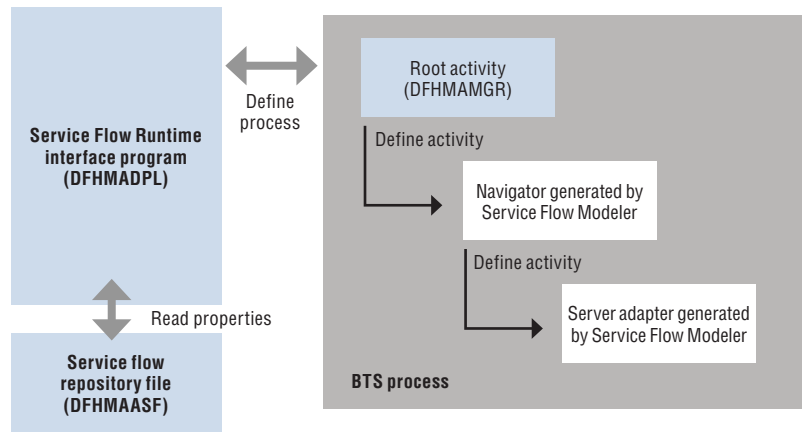 Service Flow Runtime
interface program
(DFHMADPL)
Define
process
Read properties
Service flow
repository file
(DFHMAASF)
Root activity
(DFHMAMGR)
Define activity
Navigator generated by
Service Flow Modeler
Define activity
Server adapter generated
by Service Flow Modeler
BTS process